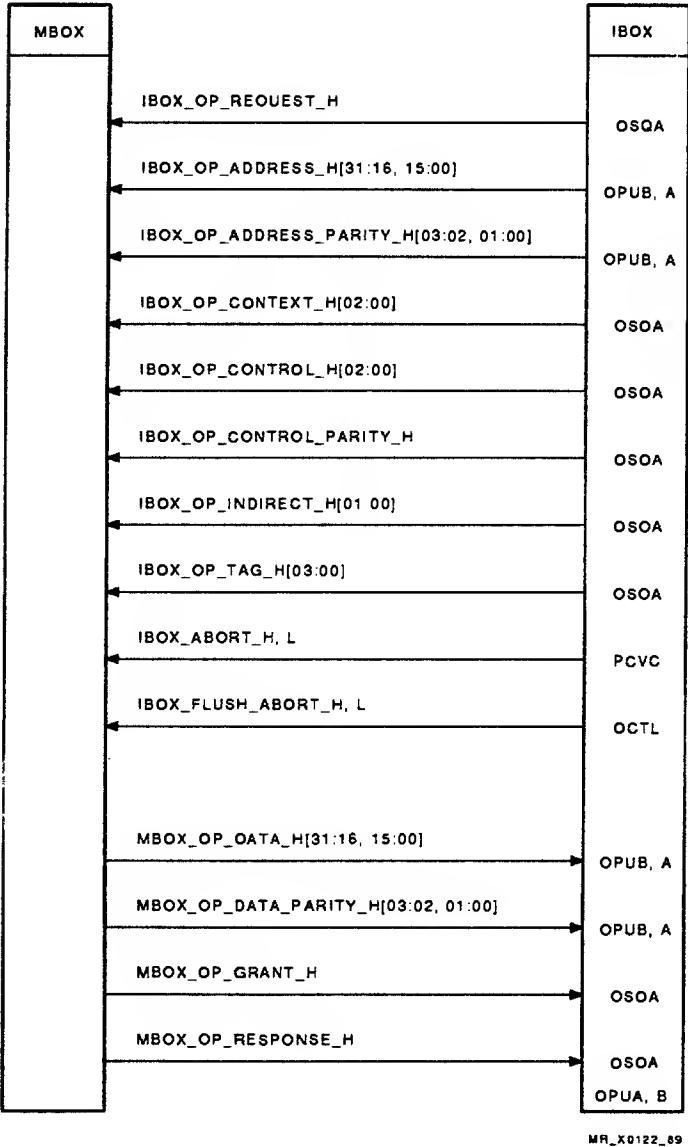 MBOX
IBOX
IBOX_OP_REOUEST_H
OSQA
IBOX_OP_ADDRESS_H[31:16, 15:00]
OPUB, A
IBOX_OP_ADDRESS_PARITY_H[03:02, 01:00]
OPUB, A
IBOX_OP_CONTEXT_H[02:00]
OSOA
IBOX_OP_CONTROL_H[02:00]
OSOA
IBOX_OP_CONTROL_PARITY_H
OSOA
IBOX_OP_INDIRECT_H[01 00]
OSOA
IBOX_OP_TAG_H[03:00]
OSOA
IBOX_ABORT_H, L
PCVC
IBOX_FLUSH_ABORT_H, L
OCTL
MBOX_OP_OATA_H[31:16, 15:00]
OPUB, A
MBOX_OP_DATA_PARITY_H[03:02, 01:00]
OPUB, A
MBOX_OP_GRANT_H
OSOA
MBOX_OP_RESPONSE_H
OSOA
OPUA, B
MR_X0122_89